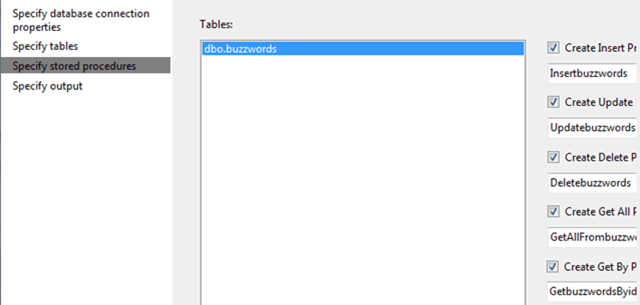 Specify database connection
properties
Specify tables
Specify stored procedures
Specify output
Tables:
dbo.buzzwords
Create Insert Pr
Insertbuzzwords
Create Update
Updatebuzzwords
Create Delete P
Deletebuzzwords
Create Get All P
GetAllFrombuzzw
Create Get By P
GetbuzzwordsByid